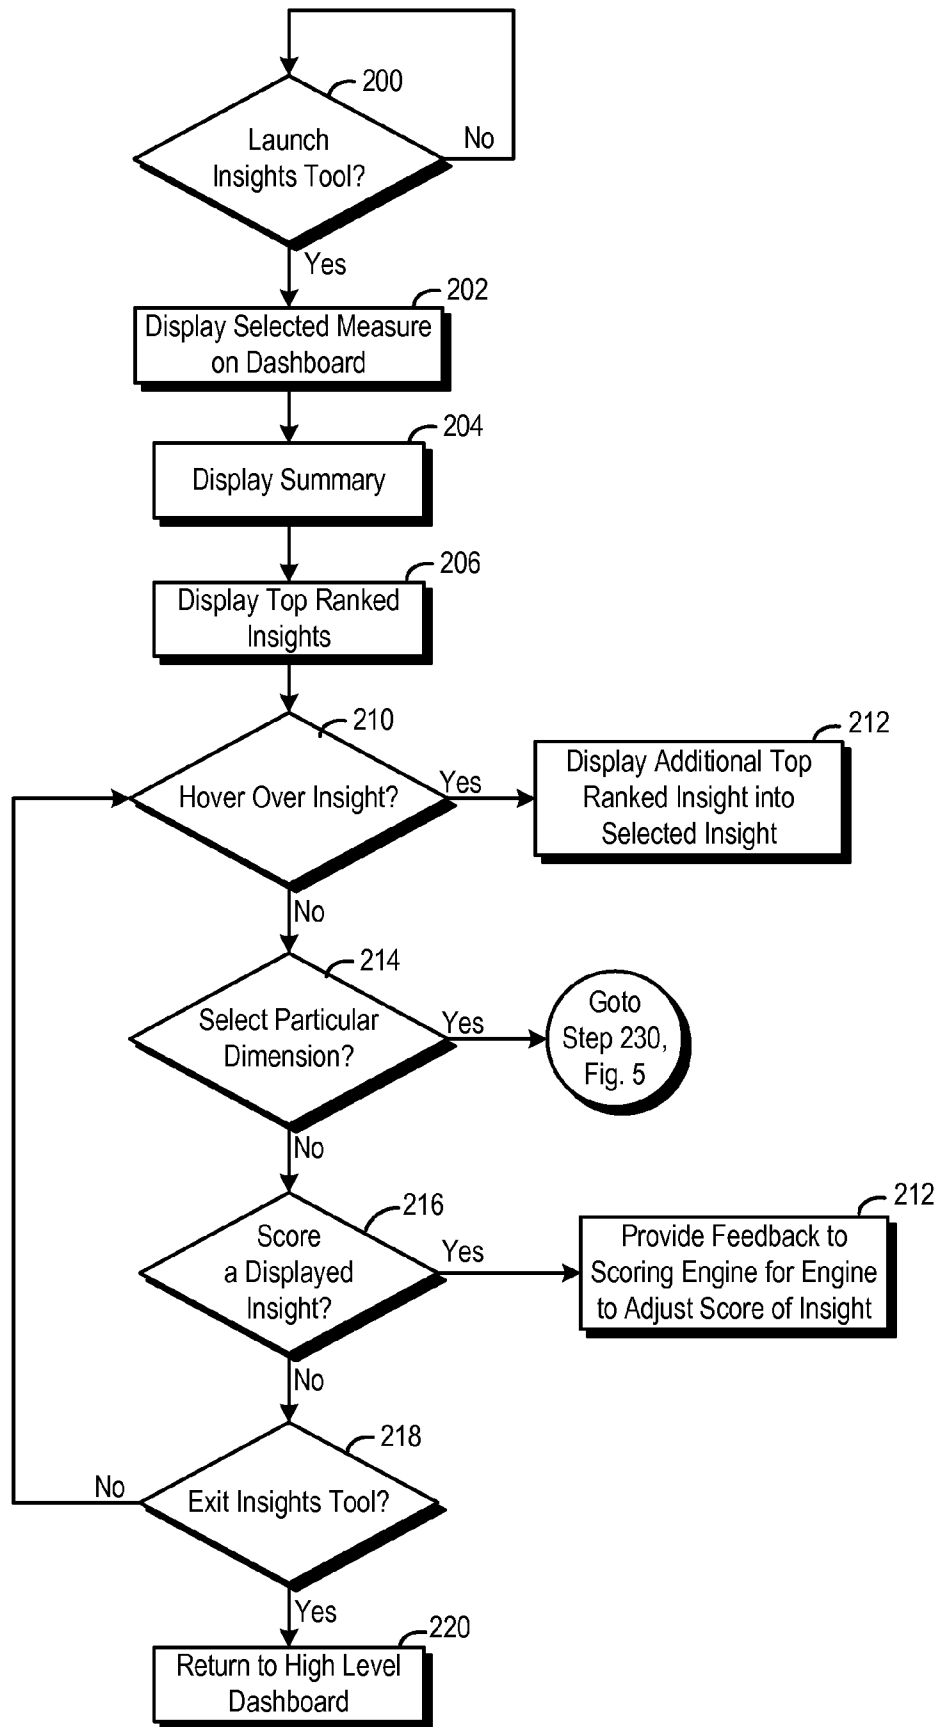 200
Launch
Insights Tool?
No
Yes
202
Display Selected Measure
on Dashboard
204
Display Summary
206
Display Top Ranked
Insights
210
Hover Over Insight?
Yes
212
Display Additional Top
Ranked Insight into
Selected Insight
No
214
Select Particular
Dimension?
Yes
Goto
Step 230,
Fig. 5
No
216
Score
a Displayed
Insight?
Yes
212
Provide Feedback to
Scoring Engine for Engine
to Adjust Score of Insight
No
218
Exit Insights Tool?
No
Yes
220
Return to High Level
Dashboard